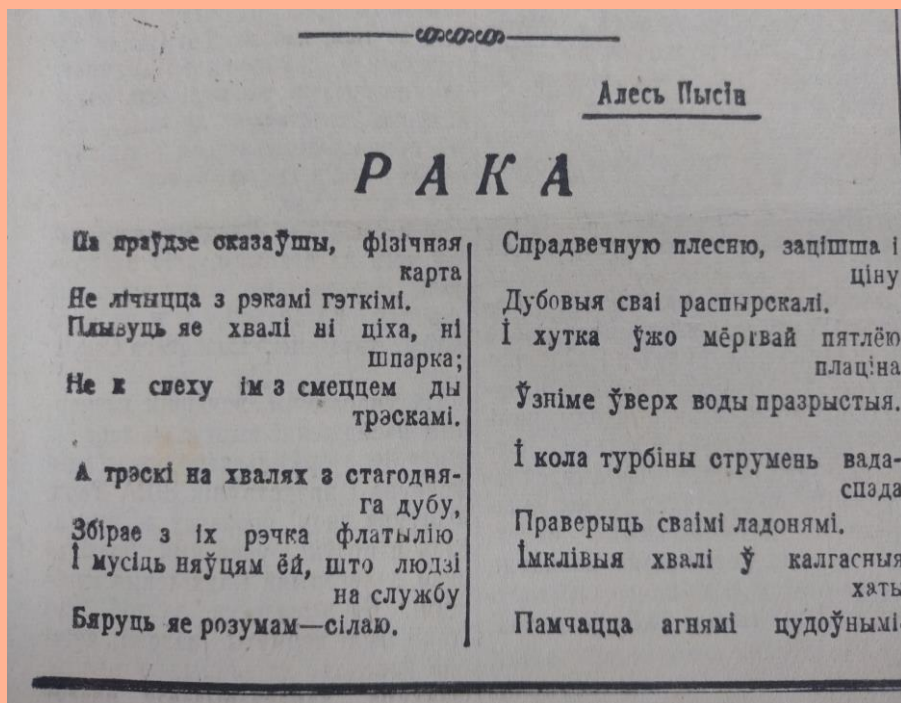 Алесь Пысін
РАКА
Па праўдзе сказаўшы, фізічная
карта
Не лічыцца з рэкамі гэткімі.
Плывуць яе хвалі ні ціха, ні
шпарка;
Не к спеху ім з смеццем ды
трэскамі.
А трэскі на хвалях з стагодня-
га дубу,
Збірае з іх рэчка флатылію
І мусіць няўцям ёй, што людзі
на службу
Бяруць яе розумам—сілаю.
Спрадвечную плесню, зацішша і
ціну
Дубовыя сваі распырскалі.
І хутка ўжо мёртвай пятлёю
плаціна
Ўзніме ўверх воды празрыстыя.
І кола турбіны струмень вада-
спада
Праверыць сваімі ладонямі.
Імклівыя хвалі ў калгасныя
хаты
Памчацца агнямі цудоўнымі